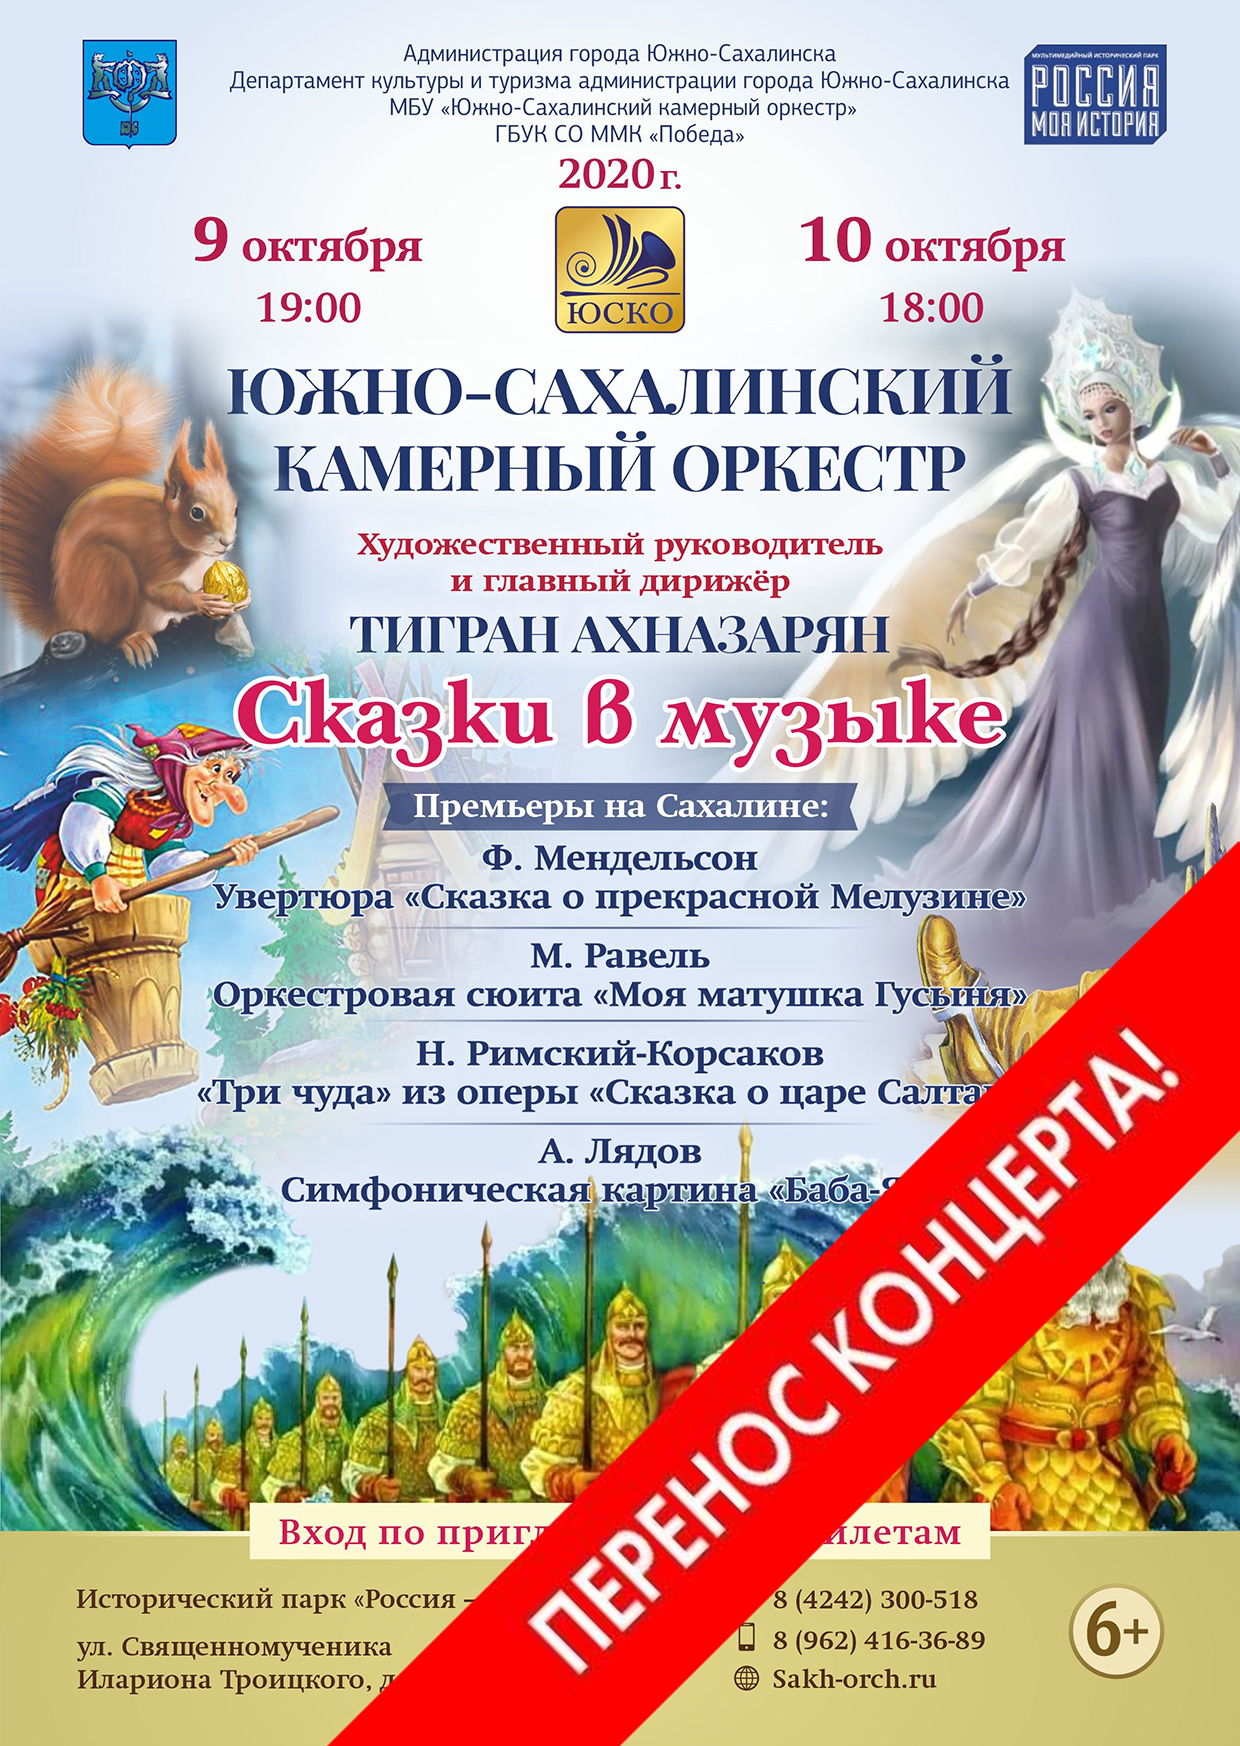 Администрация города Южно-Сахалинска
Департамент культуры и туризма администрации города Южно-Сахалинска
МБУ «Южно-Сахалинский камерный оркестр»
ГБУК СО ММК «Победа»
МУЛЬТИМЕДИЙНЫЙ ИСТОРИЧЕСКИЙ ПАРК
РОССИЯ
МОЯ ИСТОРИЯ
2020 г.
9 октября
19:00
ЮСКО
10 октября
18:00
ЮЖНО-САХАЛИНСКИЙ
КАМЕРНЫЙ ОРКЕСТР
Художественный руководитель
и главный дирижёр
ТИГРАН АХНАЗАРЯН
Сказки в музыке
Премьеры на Сахалине:
Ф. Мендельсон
Увертюра «Сказка о прекрасной Мелузине»
М. Равель
Оркестровая сюита «Моя матушка Гусыня»
Н. Римский-Корсаков
«Три чуда» из оперы «Сказка о царе
А. Лядов
Симфоническая картина
ПЕРЕНОС КОНЦЕРТА!
Вход по
Исторический парк «Россия –
ул. Священномученика
Илариона Троицкого,
8 (4242) 300-518
8 (962) 416-36-89
Sakh-orch.ru
6+